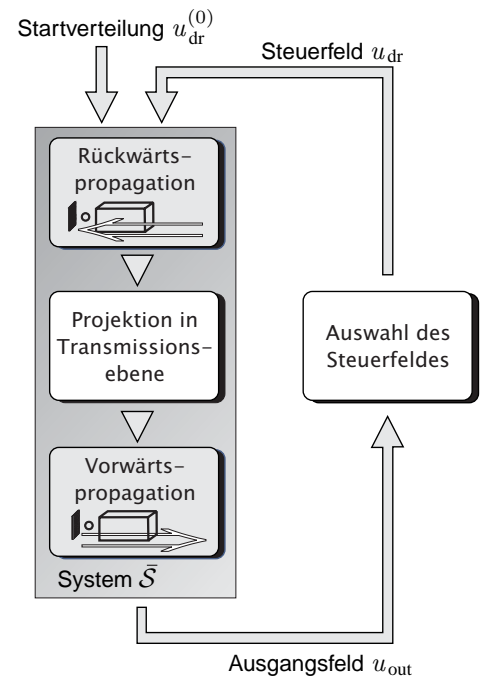 Startverteilung $u_{\mathrm{dr}}^{(0)}$
Steuerfeld $u_{\mathrm{dr}}$
Rückwärts-
propagation
Projektion in
Transmissions-
ebene
Auswahl des
Steuerfeldes
Vorwärts-
propagation
System $\bar{\mathcal{S}}$
Ausgangsfeld $u_{\mathrm{out}}$